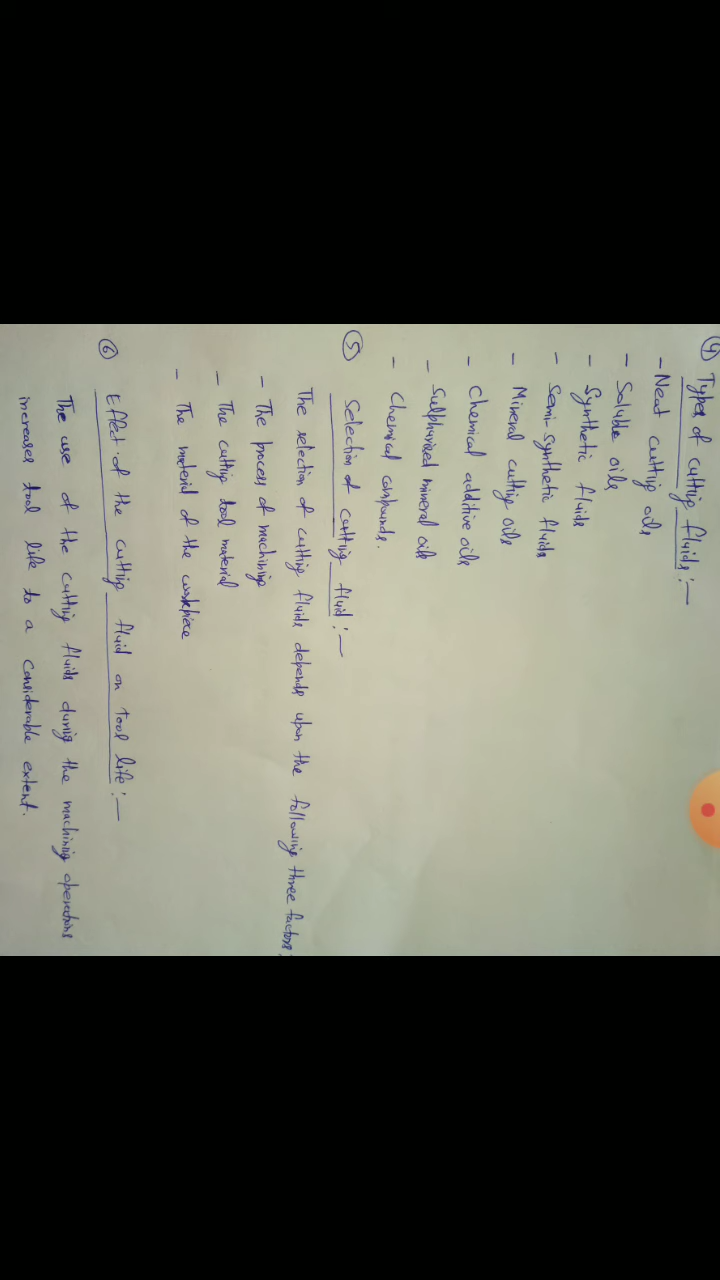 ④ Types of cutting fluids:—
- Neat cutting oils
- Soluble oils
- Synthetic fluids
- Semi-synthetic fluids
- Mineral cutting oils
- Chemical additive oils
- Sulphurised mineral oils
- Chemical compounds.
⑤ Selection of cutting fluid:—
The selection of cutting fluids depends upon the following three factors:
- The process of machining
- The cutting tool material
- The material of the workpiece
⑥ Effect of the cutting fluid on tool life:—
The use of the cutting fluids during the machining operations
increases tool life to a considerable extent.